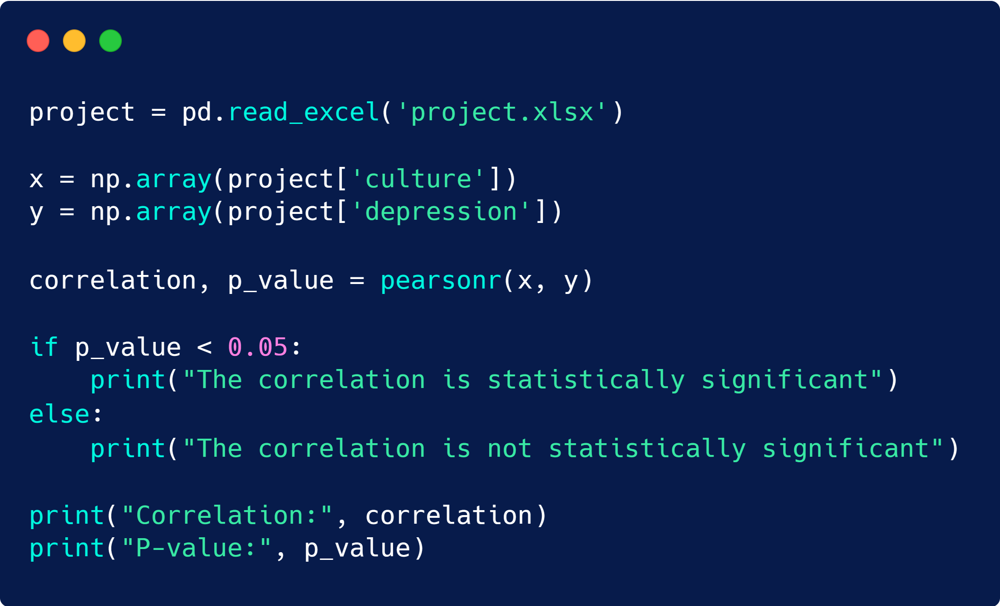 project = pd.read_excel('project.xlsx')
x = np.array(project['culture'])
y = np.array(project['depression'])
correlation, p_value = pearsonr(x, y)
if p_value < 0.05:
    print("The correlation is statistically significant")
else:
    print("The correlation is not statistically significant")
print("Correlation:", correlation)
print("P-value:", p_value)